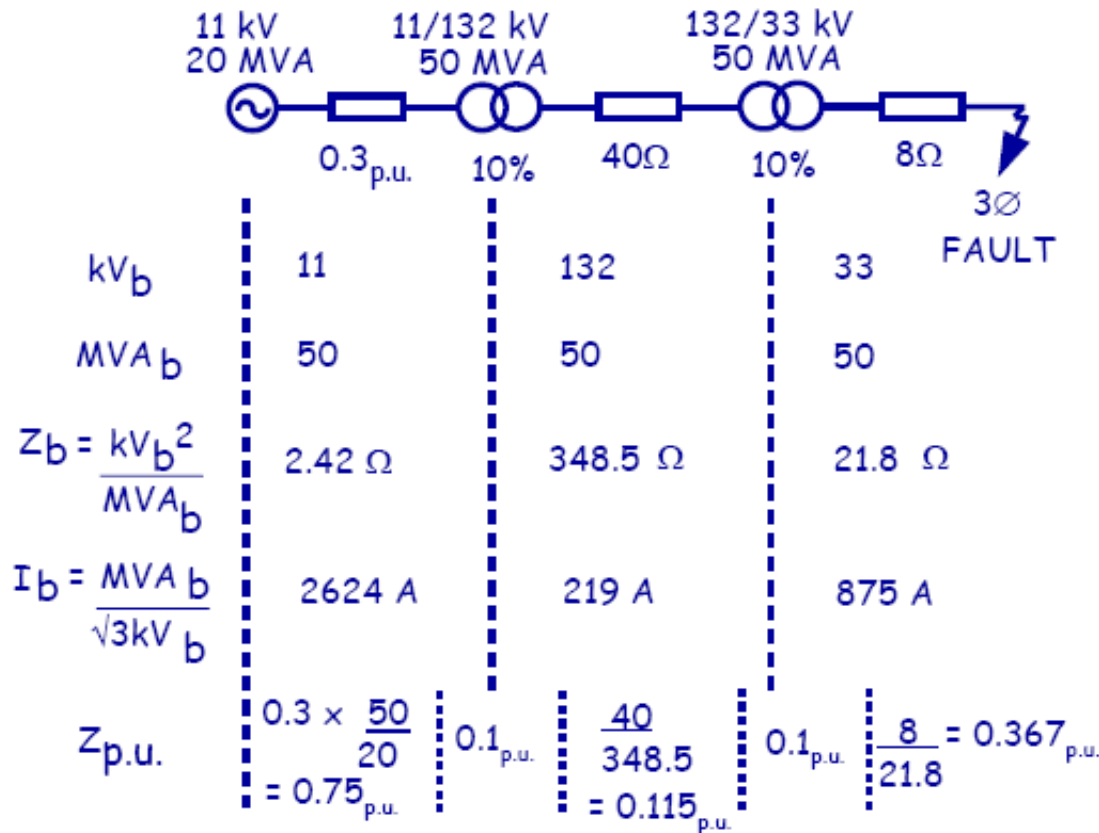 11 kV 11/132 kV 132/33 kV
20 MVA 50 MVA 50 MVA
0.3p.u. 10% 40Ω 10% 8Ω
3Ø
FAULT
kVb 11 132 33
MVAb 50 50 50
Zb = kVb²/MVAb 2.42 Ω 348.5 Ω 21.8 Ω
Ib = MVAb/√3kVb 2624 A 219 A 875 A
Zp.u. 0.3 × 50/20 0.1p.u. 40/348.5 0.1p.u. 8/21.8 = 0.367p.u.
= 0.75p.u. = 0.115p.u.